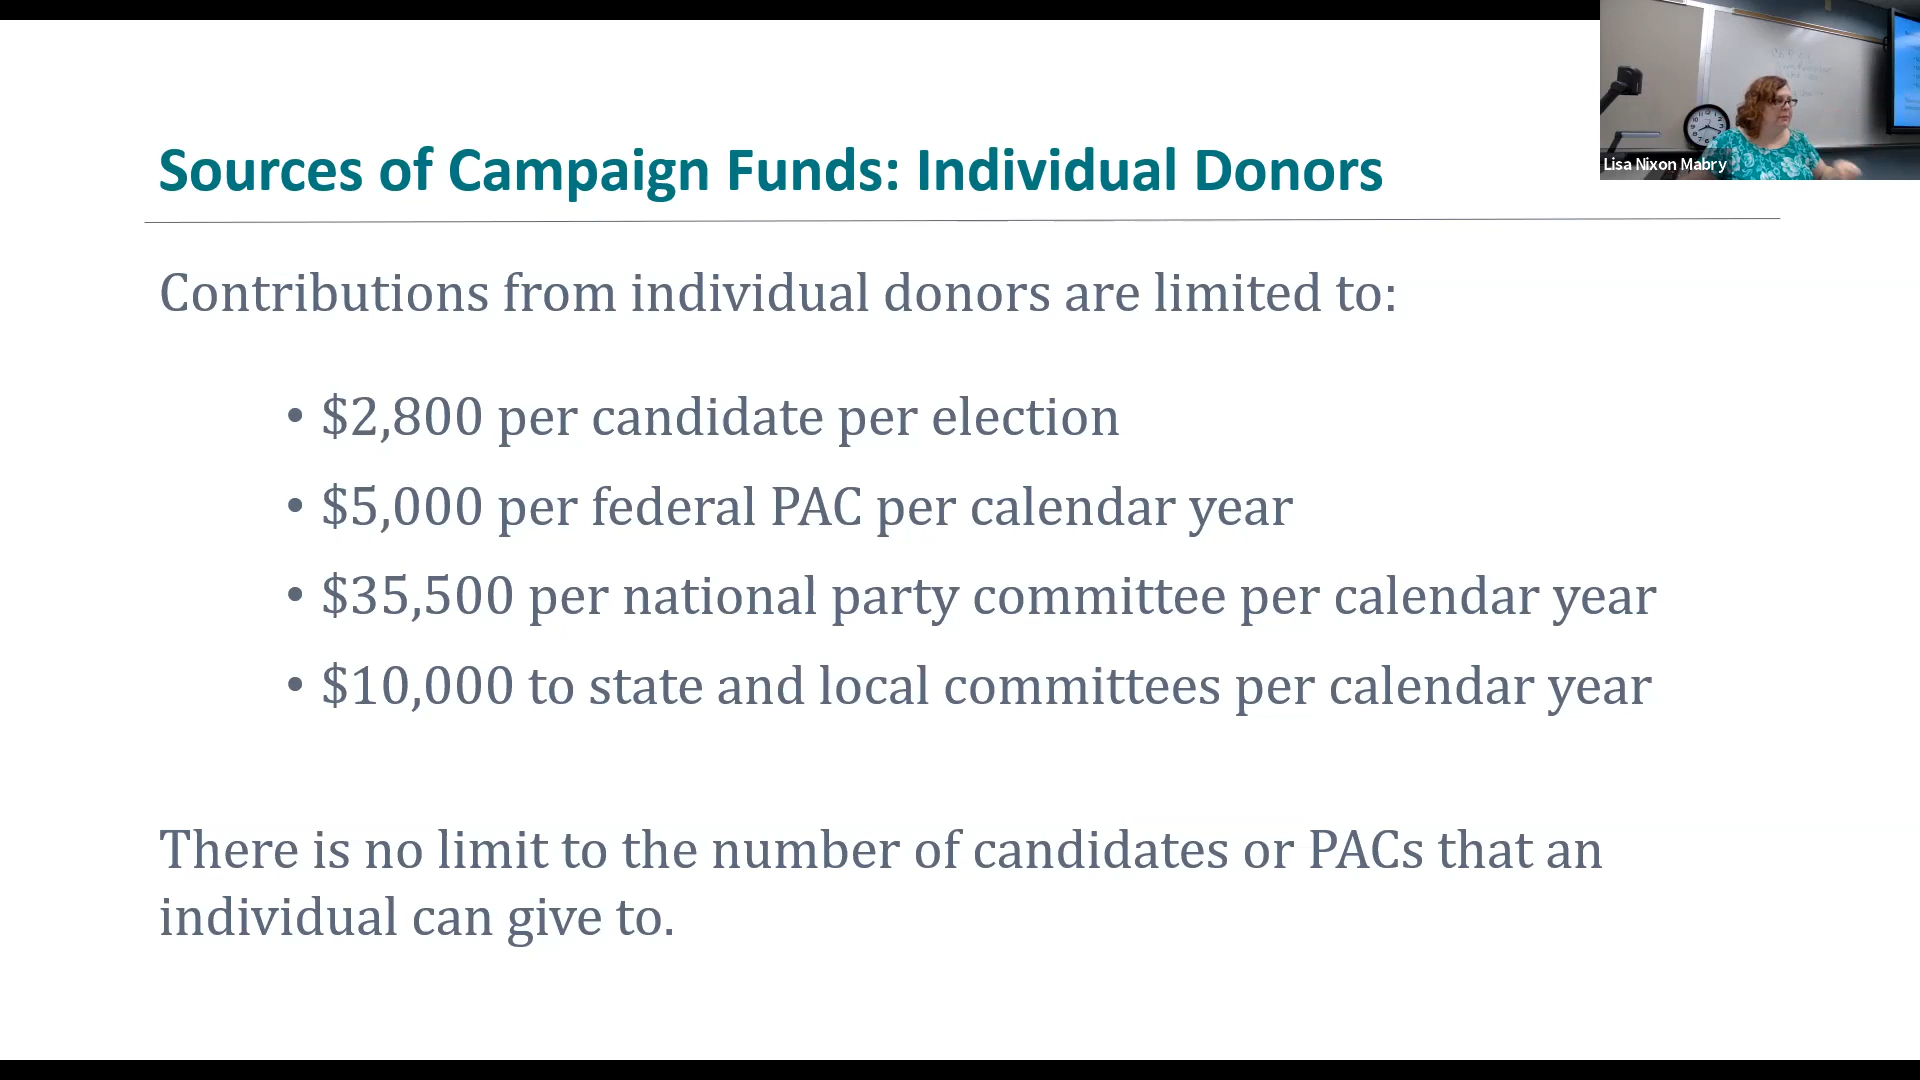 Sources of Campaign Funds: Individual Donors
Lisa Nixon Mabry
Contributions from individual donors are limited to:
• $2,800 per candidate per election
• $5,000 per federal PAC per calendar year
• $35,500 per national party committee per calendar year
• $10,000 to state and local committees per calendar year
There is no limit to the number of candidates or PACs that an
individual can give to.